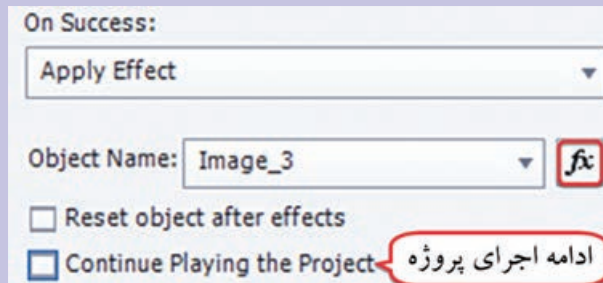 On Success:
Apply Effect
Object Name: Image_3 fx
Reset object after effects
Continue Playing the Project ادامه اجرای پروژه